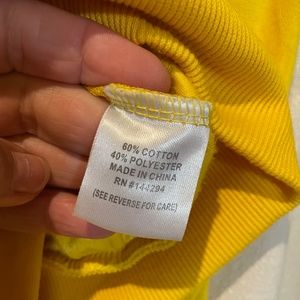 60% COTTON
40% POLYESTER
MADE IN CHINA
RN #144294
(SEE REVERSE FOR CARE)